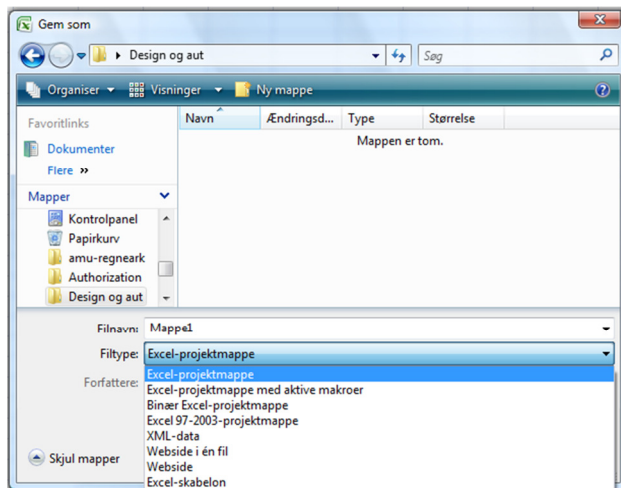 Gem som
Design og aut
Søg
Organiser Visninger Ny mappe
Favoritlinks
Dokumenter
Flere »
Mapper
Kontrolpanel
Papirkurv
amu-regneark
Authorization
Design og aut
Navn Ændringsd... Type Størrelse
Mappen er tom.
Filnavn: Mappe1
Filtype: Excel-projektmappe
Forfattere:
Excel-projektmappe
Excel-projektmappe med aktive makroer
Binær Excel-projektmappe
Excel 97-2003-projektmappe
XML-data
Webside i én fil
Webside
Excel-skabelon
Skjul mapper